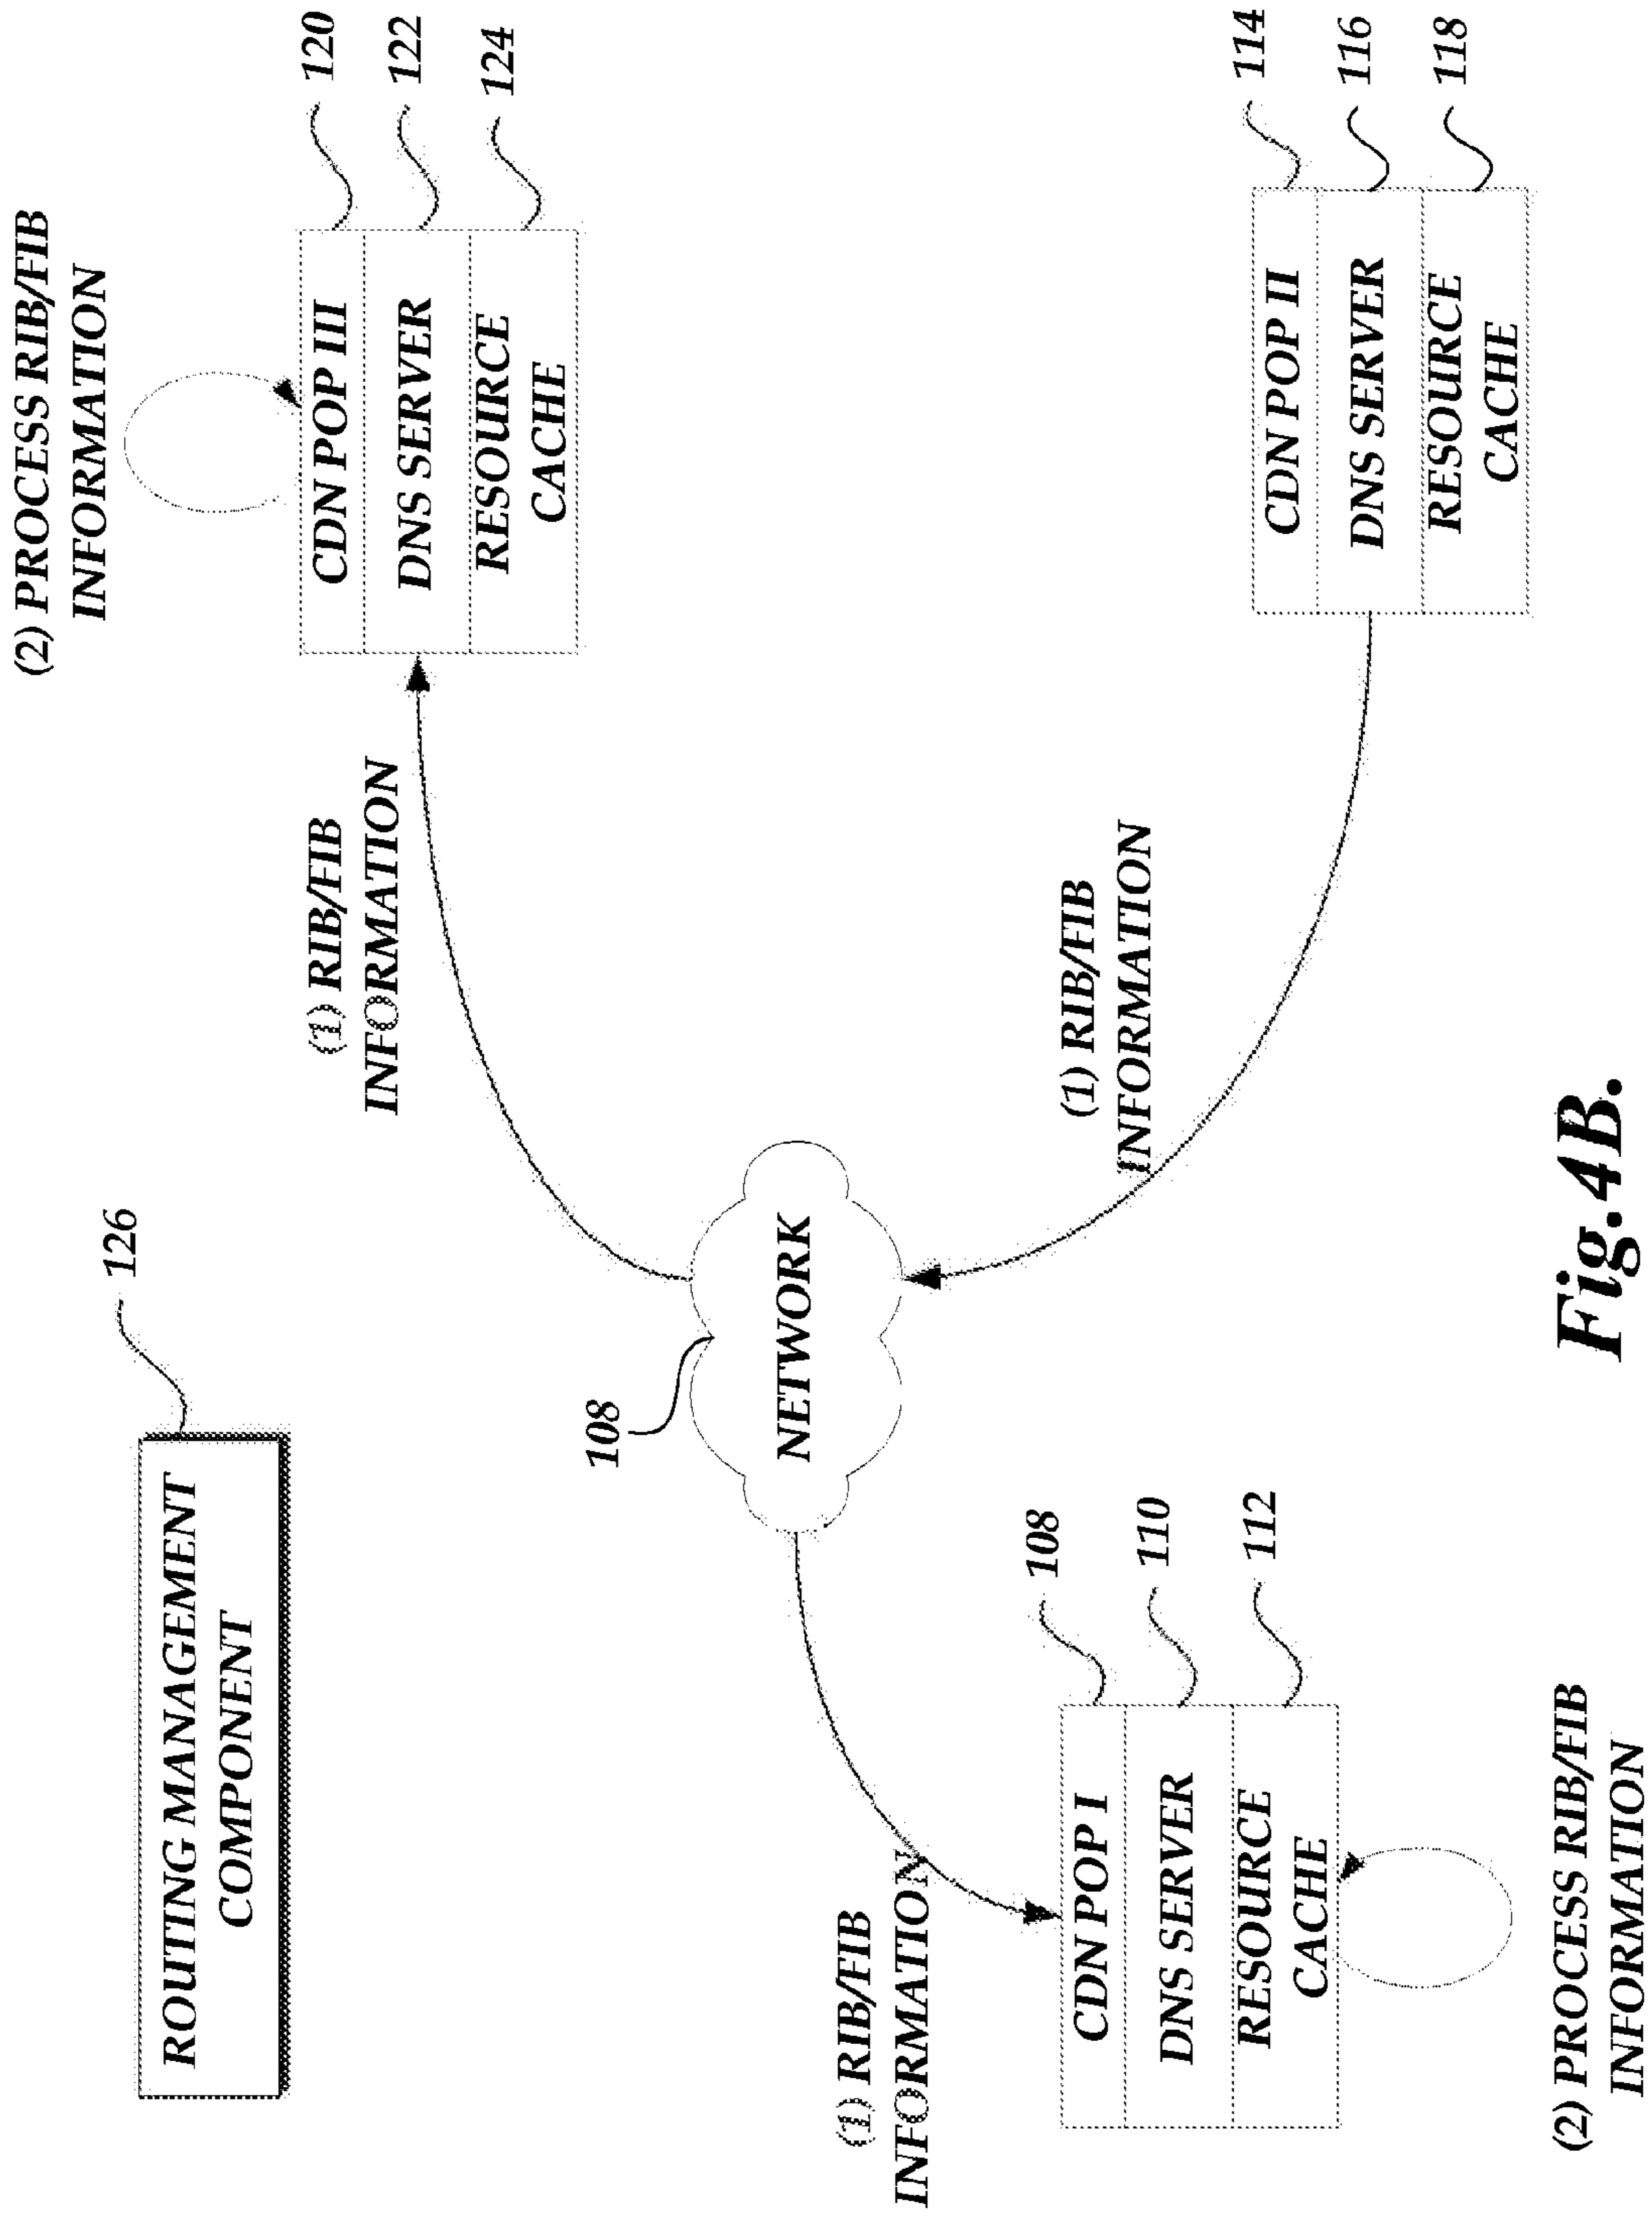 ROUTING MANAGEMENT
COMPONENT
126
(2) PROCESS RIB/FIB
INFORMATION
CDN POP III
DNS SERVER
RESOURCE
CACHE
120
122
124
(1) RIB/FIB
INFORMATION
108
NETWORK
(1) RIB/FIB
INFORMATION
CDN POP I
DNS SERVER
RESOURCE
CACHE
108
110
112
(2) PROCESS RIB/FIB
INFORMATION
(1) RIB/FIB
INFORMATION
CDN POP II
DNS SERVER
RESOURCE
CACHE
114
116
118
Fig.4B.